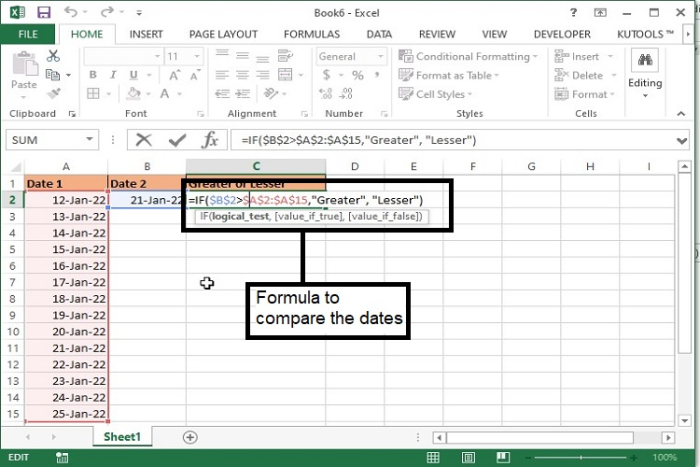 Book6 - Excel
FILE HOME INSERT PAGE LAYOUT FORMULAS DATA REVIEW VIEW DEVELOPER KUTOOLS ™
Paste
11
B I U A A
General
$ % ,
Conditional Formatting
Format as Table
Cell Styles
Insert
Delete
Format
Editing
Clipboard Font Alignment Number Styles Cells
SUM fx =IF($B$2>$A$2:$A$15,"Greater", "Lesser")
A B C D E F G H I
1 Date 1 Date 2 Greater or Lesser
2 12-Jan-22 21-Jan-22 =IF($B$2>$A$2:$A$15,"Greater", "Lesser")
IF(logical_test, [value_if_true], [value_if_false])
3 13-Jan-22
4 14-Jan-22
5 15-Jan-22
6 16-Jan-22
7 17-Jan-22
8 18-Jan-22
9 19-Jan-22
10 20-Jan-22
11 21-Jan-22
12 22-Jan-22
13 23-Jan-22
14 24-Jan-22
15 25-Jan-22
Formula to
compare the dates
Sheet1
EDIT 100%